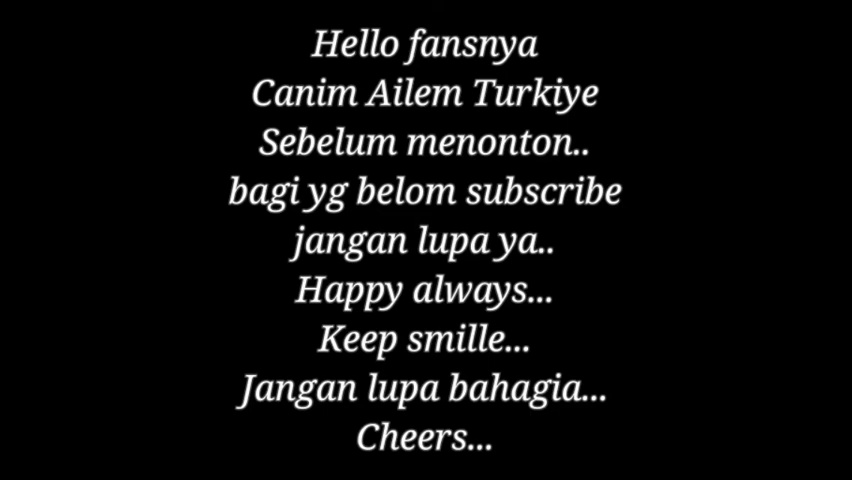 Hello fansnya
Canim Ailem Turkiye
Sebelum menonton..
bagi yg belom subscribe
jangan lupa ya..
Happy always...
Keep smille...
Jangan lupa bahagia...
Cheers...